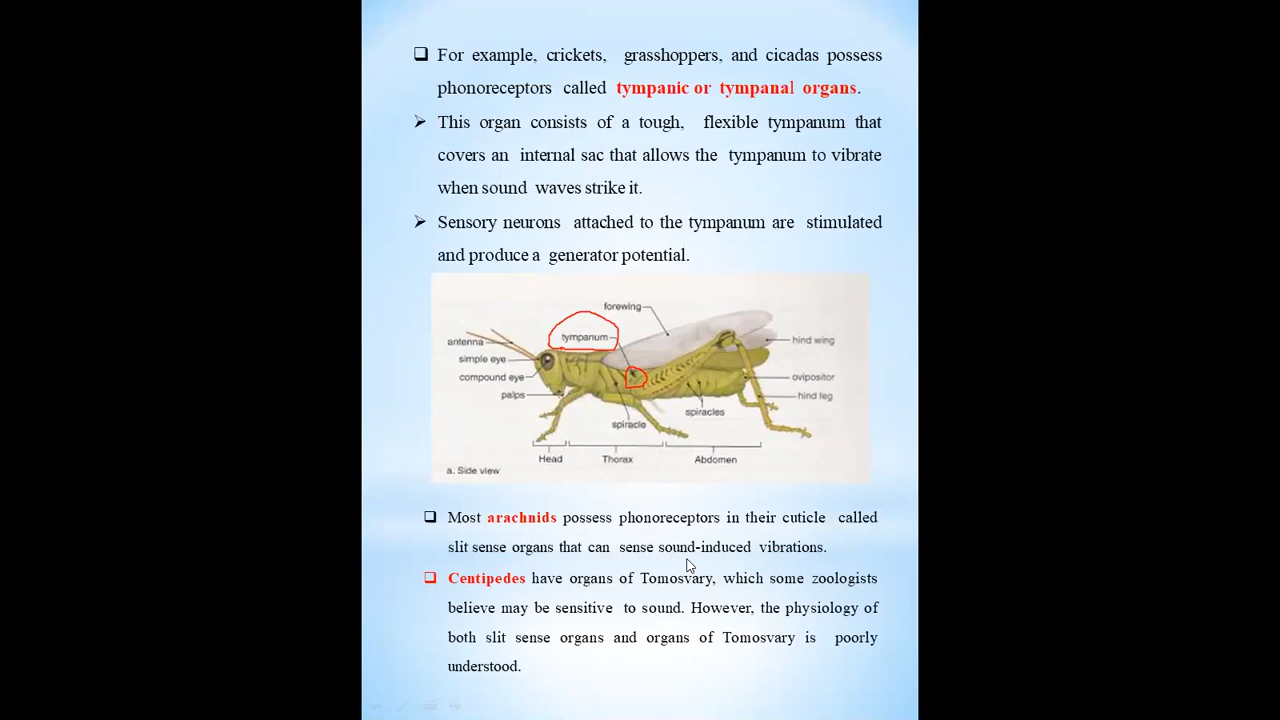 For example, crickets, grasshoppers, and cicadas possess
phonoreceptors called tympanic or tympanal organs.
This organ consists of a tough, flexible tympanum that
covers an internal sac that allows the tympanum to vibrate
when sound waves strike it.
Sensory neurons attached to the tympanum are stimulated
and produce a generator potential.
forewing
tympanum
antenna
hind wing
simple eye
compound eye
ovipositor
palps
hind leg
spiracles
spiracle
Head
Thorax
Abdomen
a. Side view
Most arachnids possess phonoreceptors in their cuticle called
slit sense organs that can sense sound-induced vibrations.
Centipedes have organs of Tomosvary, which some zoologists
believe may be sensitive to sound. However, the physiology of
both slit sense organs and organs of Tomosvary is poorly
understood.